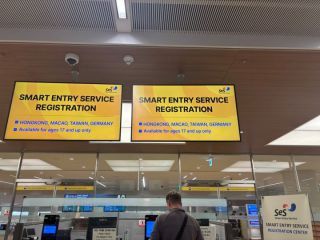 SMART ENTRY SERVICE
REGISTRATION
HONGKONG, MACAO, TAIWAN, GERMANY
Available for ages 17 and up only
SMART ENTRY SERVICE
REGISTRATION
HONGKONG, MACAO, TAIWAN, GERMANY
Available for ages 17 and up only
SeS
SMART ENTRY SERVICE
REGISTRATION CENTER